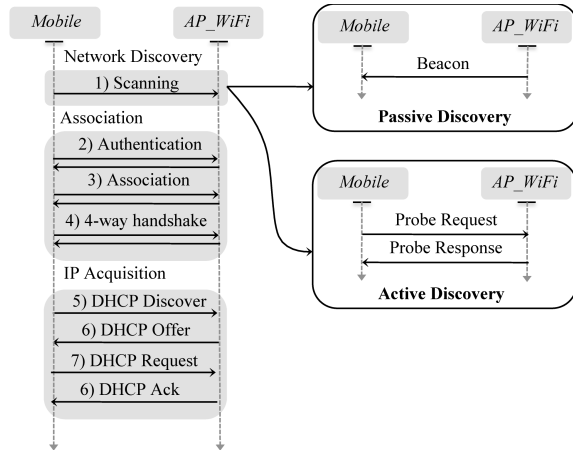 Mobile
AP_WiFi
Network Discovery
1) Scanning
Association
2) Authentication
3) Association
4) 4-way handshake
IP Acquisition
5) DHCP Discover
6) DHCP Offer
7) DHCP Request
6) DHCP Ack
Mobile
AP_WiFi
Beacon
Passive Discovery
Mobile
AP_WiFi
Probe Request
Probe Response
Active Discovery